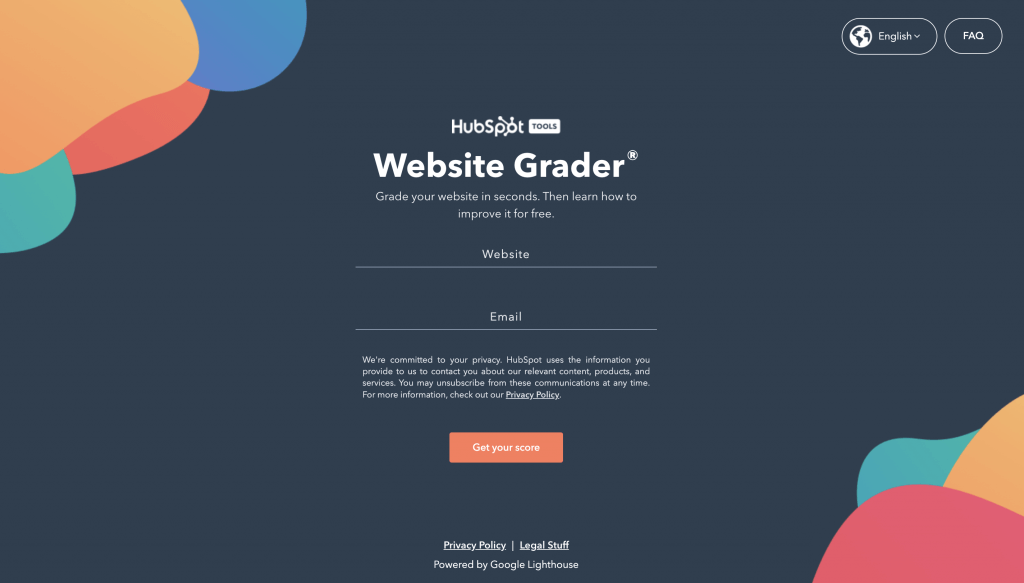 English
FAQ
HubSpot TOOLS
Website Grader®
Grade your website in seconds. Then learn how to
improve it for free.
Website
Email
We're committed to your privacy. HubSpot uses the information you
provide to us to contact you about our relevant content, products, and
services. You may unsubscribe from these communications at any time.
For more information, check out our Privacy Policy.
Get your score
Privacy Policy | Legal Stuff
Powered by Google Lighthouse